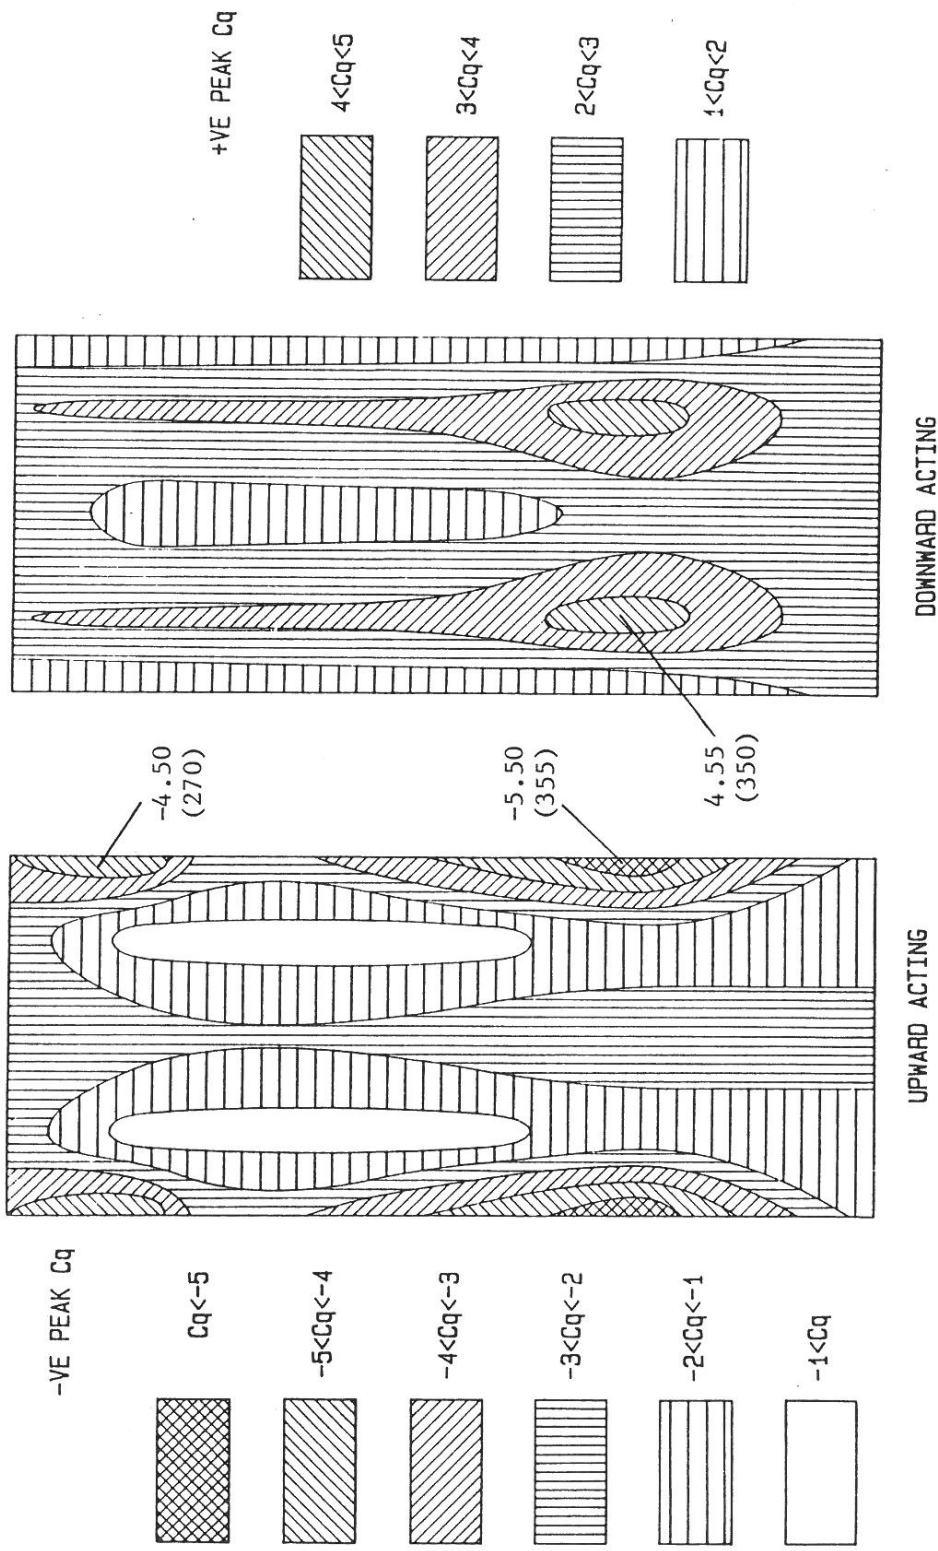 -VE PEAK Cq
Cq<-5
-5<Cq<-4
-4<Cq<-3
-3<Cq<-2
-2<Cq<-1
-1<Cq
UPWARD ACTING
-4.50
(270)
-5.50
(355)
4.55
(350)
DOWNWARD ACTING
+VE PEAK Cq
4<Cq<5
3<Cq<4
2<Cq<3
1<Cq<2